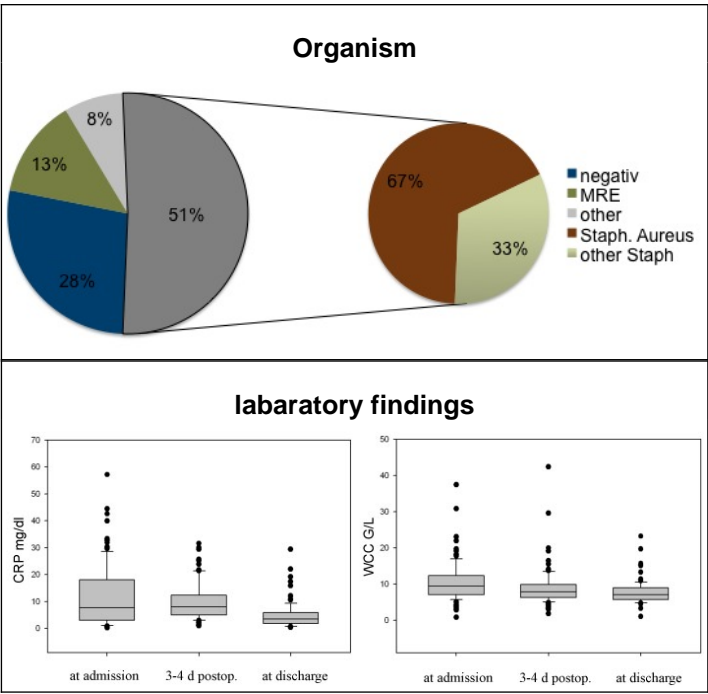 Organism
8%
13%
51%
28%
67%
33%
negativ
MRE
other
Staph. Aureus
other Staph
labaratory findings
70
60
50
40
30
20
10
0
CRP mg/dl
at admission 3-4 d postop. at discharge
50
40
30
20
10
0
WCC G/L
at admission 3-4 d postop. at discharge